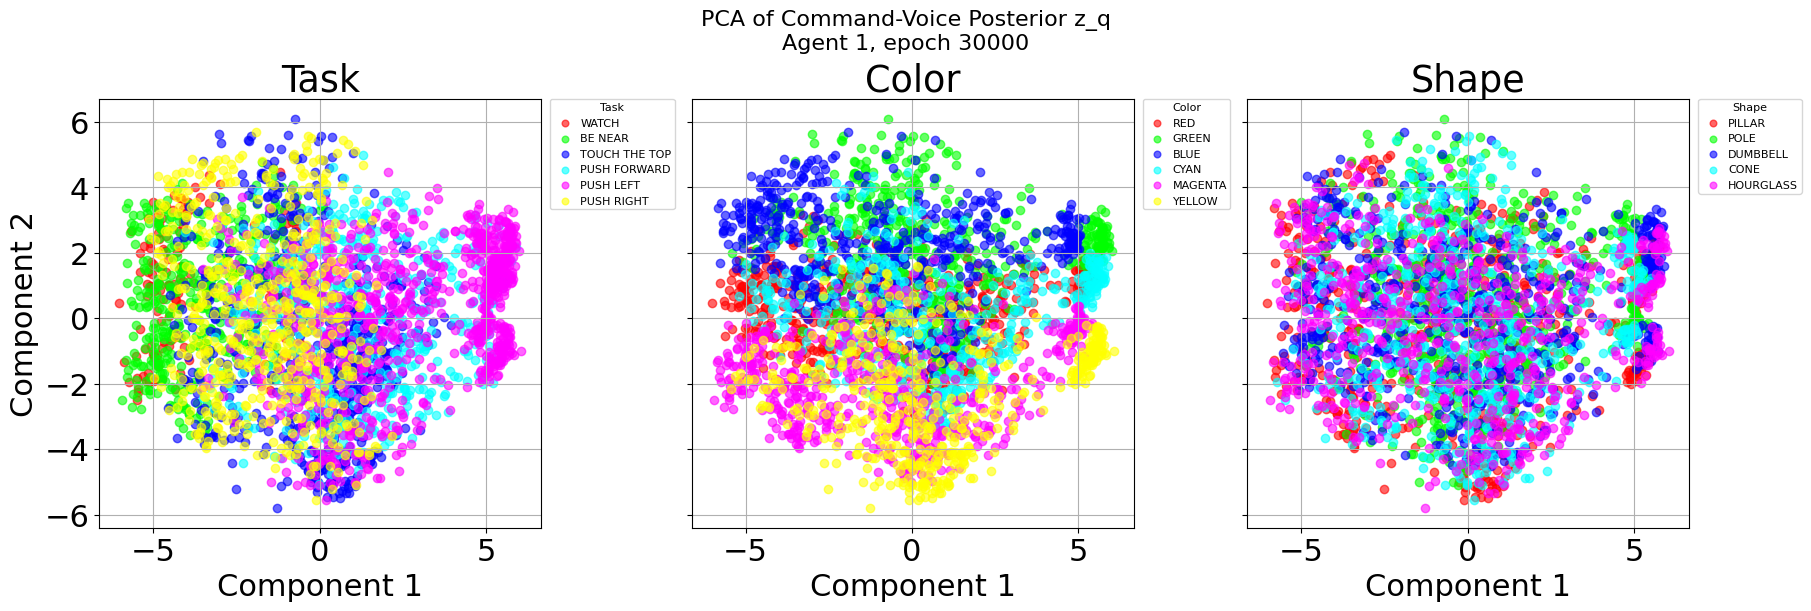 PCA of Command-Voice Posterior z_q
Agent 1, epoch 30000
Task
Color
Shape
Component 2
6
4
2
0
−2
−4
−6
−5 0 5
Component 1
−5 0 5
Component 1
−5 0 5
Component 1
Task
WATCH
BE NEAR
TOUCH THE TOP
PUSH FORWARD
PUSH LEFT
PUSH RIGHT
Color
RED
GREEN
BLUE
CYAN
MAGENTA
YELLOW
Shape
PILLAR
POLE
DUMBBELL
CONE
HOURGLASS